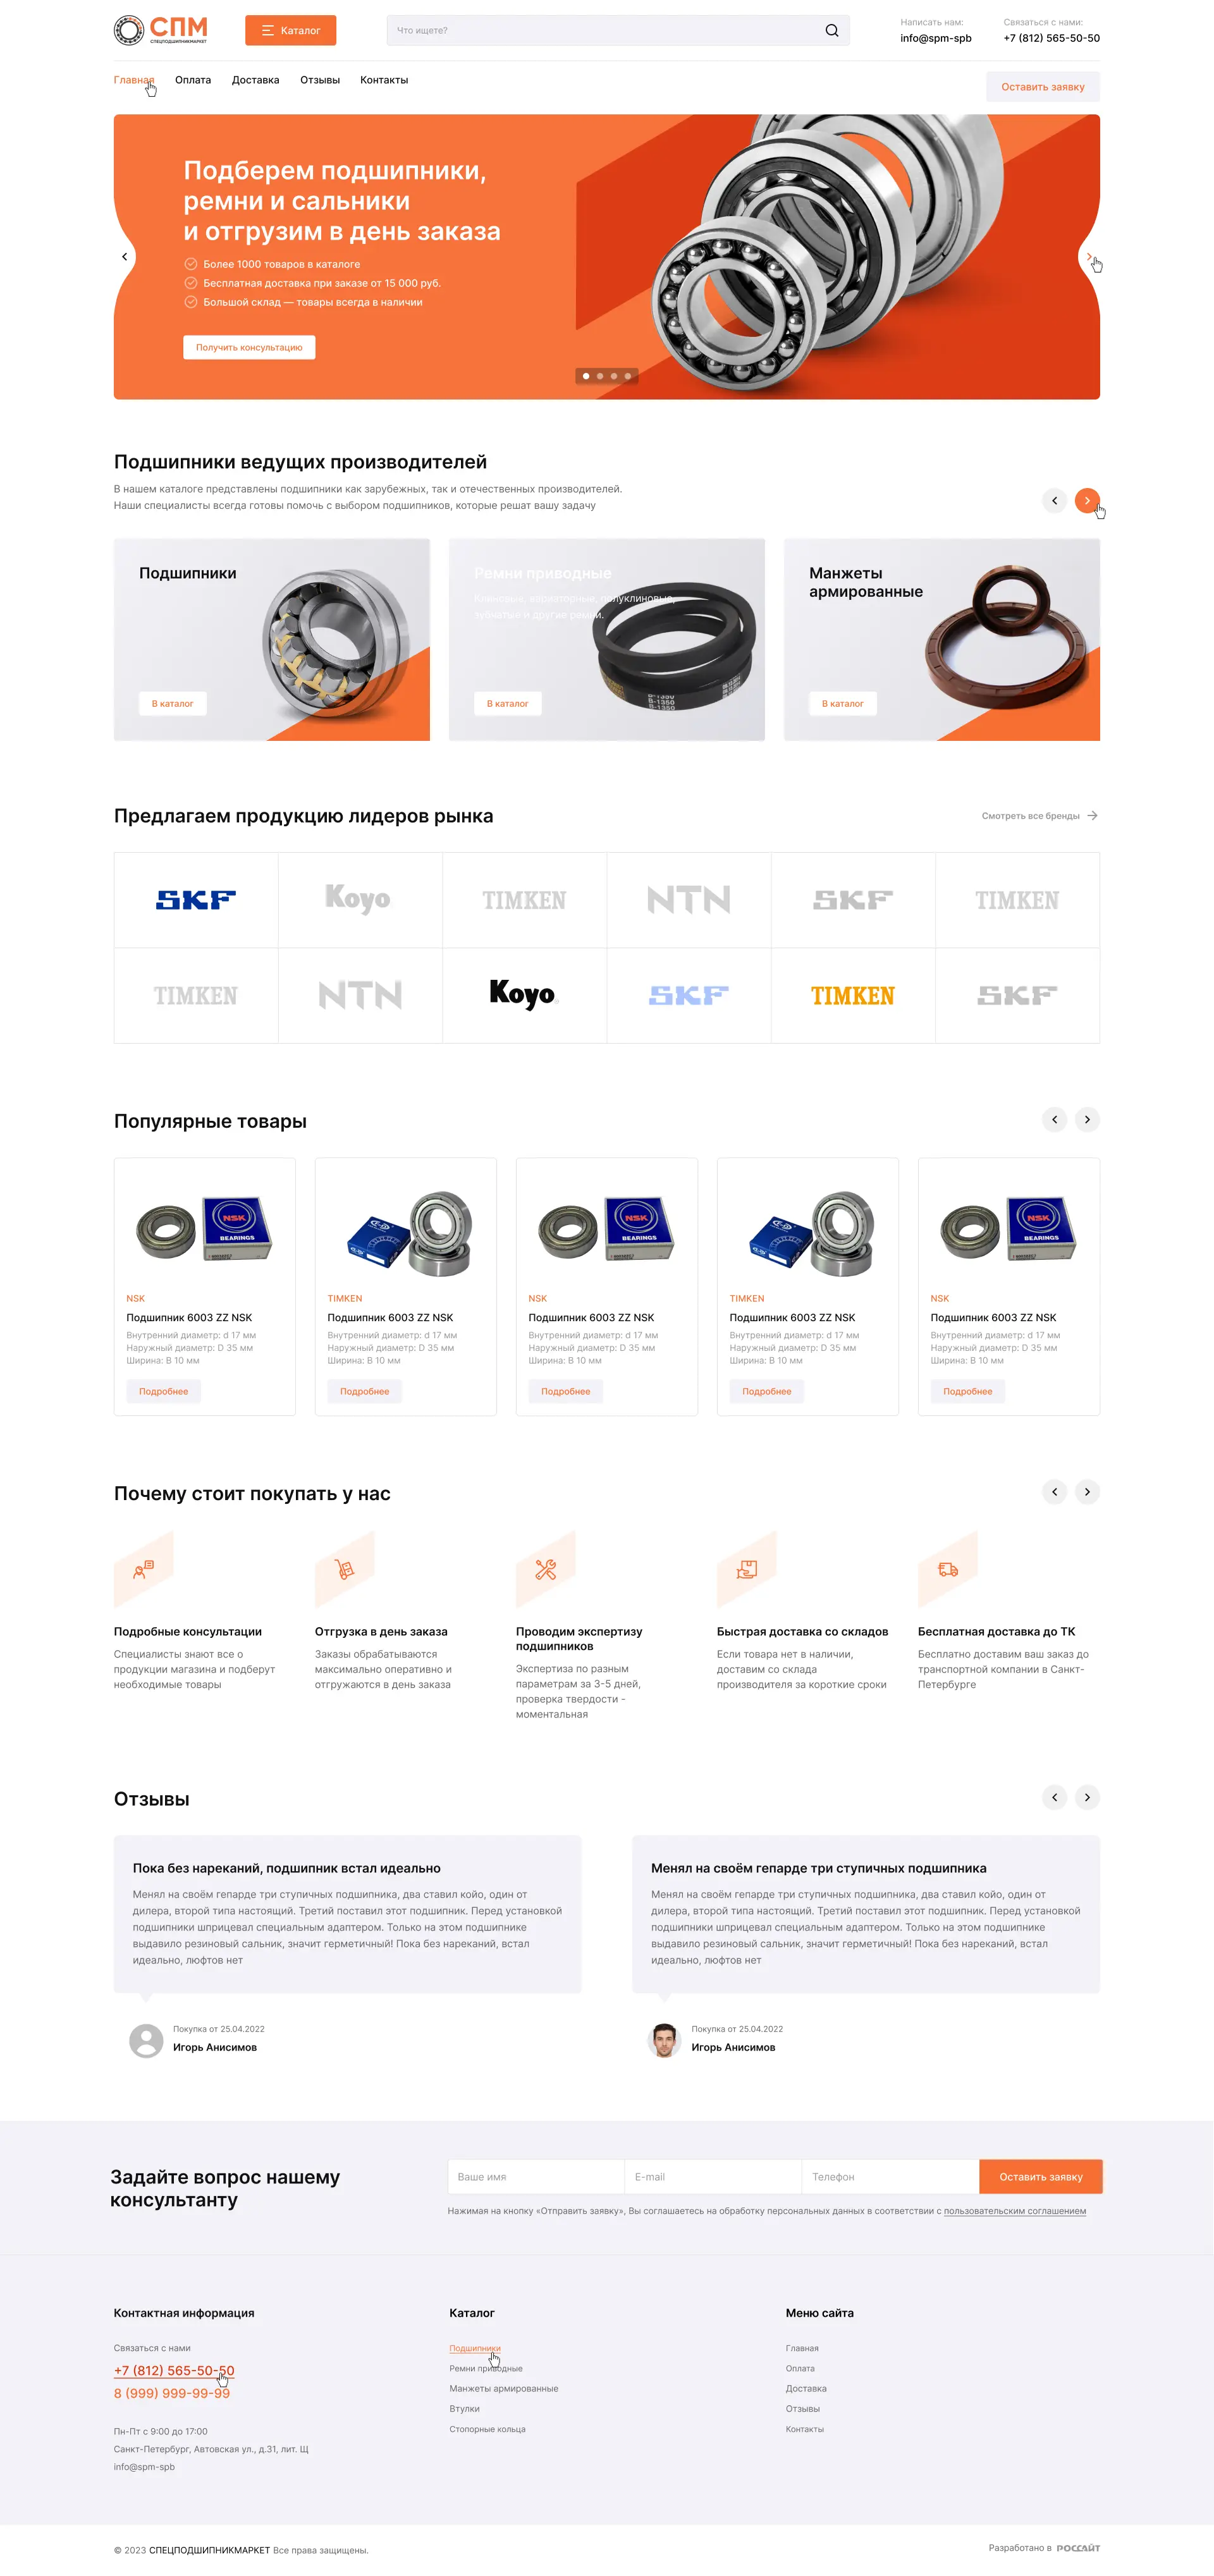 СПМ
СПЕЦПОДШИПНИКМАРКЕТ
Каталог
Что ищете?
Написать нам:
info@spm-spb
Связаться с нами:
+7 (812) 565-50-50
Главная
Оплата
Доставка
Отзывы
Контакты
Оставить заявку
Подберем подшипники,
ремни и сальники
и отгрузим в день заказа
Более 1000 товаров в каталоге
Бесплатная доставка при заказе от 15 000 руб.
Большой склад — товары всегда в наличии
Получить консультацию
Подшипники ведущих производителей
В нашем каталоге представлены подшипники как зарубежных, так и отечественных производителей.
Наши специалисты всегда готовы помочь с выбором подшипников, которые решат вашу задачу
Подшипники
В каталог
Ремни приводные
Клиновые, вариаторные, полуклиновые,
зубчатые и другие ремни.
B-1350
B-1350
В каталог
Манжеты
армированные
В каталог
Предлагаем продукцию лидеров рынка
Смотреть все бренды
SKF
Koyo
TIMKEN
NTN
SKF
TIMKEN
TIMKEN
NTN
Koyo
SKF
TIMKEN
SKF
Популярные товары
NSK
BEARINGS
NSK
Подшипник 6003 ZZ NSK
Внутренний диаметр: d 17 мм
Наружный диаметр: D 35 мм
Ширина: B 10 мм
Подробнее
TIMKEN
Подшипник 6003 ZZ NSK
Внутренний диаметр: d 17 мм
Наружный диаметр: D 35 мм
Ширина: B 10 мм
Подробнее
NSK
BEARINGS
NSK
Подшипник 6003 ZZ NSK
Внутренний диаметр: d 17 мм
Наружный диаметр: D 35 мм
Ширина: B 10 мм
Подробнее
TIMKEN
Подшипник 6003 ZZ NSK
Внутренний диаметр: d 17 мм
Наружный диаметр: D 35 мм
Ширина: B 10 мм
Подробнее
NSK
BEARINGS
NSK
Подшипник 6003 ZZ NSK
Внутренний диаметр: d 17 мм
Наружный диаметр: D 35 мм
Ширина: B 10 мм
Подробнее
Почему стоит покупать у нас
Подробные консультации
Специалисты знают все о
продукции магазина и подберут
необходимые товары
Отгрузка в день заказа
Заказы обрабатываются
максимально оперативно и
отгружаются в день заказа
Проводим экспертизу
подшипников
Экспертиза по разным
параметрам за 3-5 дней,
проверка твердости -
моментальная
Быстрая доставка со складов
Если товара нет в наличии,
доставим со склада
производителя за короткие сроки
Бесплатная доставка до ТК
Бесплатно доставим ваш заказ до
транспортной компании в Санкт-
Петербурге
Отзывы
Пока без нареканий, подшипник встал идеально
Менял на своём гепарде три ступичных подшипника, два ставил койо, один от
дилера, второй типа настоящий. Третий поставил этот подшипник. Перед установкой
подшипники шприцевал специальным адаптером. Только на этом подшипнике
выдавило резиновый сальник, значит герметичный! Пока без нареканий, встал
идеально, люфтов нет
Покупка от 25.04.2022
Игорь Анисимов
Менял на своём гепарде три ступичных подшипника
Менял на своём гепарде три ступичных подшипника, два ставил койо, один от
дилера, второй типа настоящий. Третий поставил этот подшипник. Перед установкой
подшипники шприцевал специальным адаптером. Только на этом подшипнике
выдавило резиновый сальник, значит герметичный! Пока без нареканий, встал
идеально, люфтов нет
Покупка от 25.04.2022
Игорь Анисимов
Задайте вопрос нашему
консультанту
Ваше имя
E-mail
Телефон
Оставить заявку
Нажимая на кнопку «Отправить заявку», Вы соглашаетесь на обработку персональных данных в соответствии с пользовательским соглашением
Контактная информация
Связаться с нами
+7 (812) 565-50-50
8 (999) 999-99-99
Пн-Пт с 9:00 до 17:00
Санкт-Петербург, Автовская ул., д.31, лит. Щ
info@spm-spb
Каталог
Подшипники
Ремни приводные
Манжеты армированные
Втулки
Стопорные кольца
Меню сайта
Главная
Оплата
Доставка
Отзывы
Контакты
© 2023 СПЕЦПОДШИПНИКМАРКЕТ Все права защищены.
Разработано в РОССАЙТ